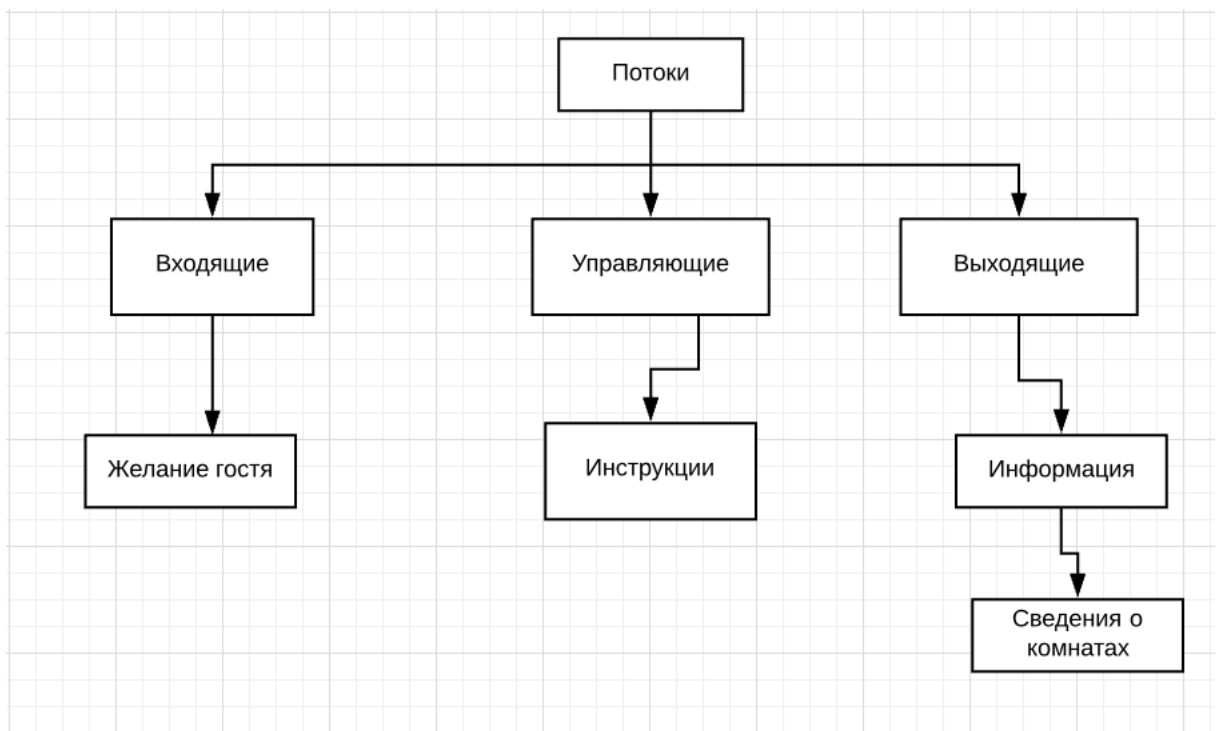 Потоки
Входящие
Управляющие
Выходящие
Желание гостя
Инструкции
Информация
Сведения о
комнатах